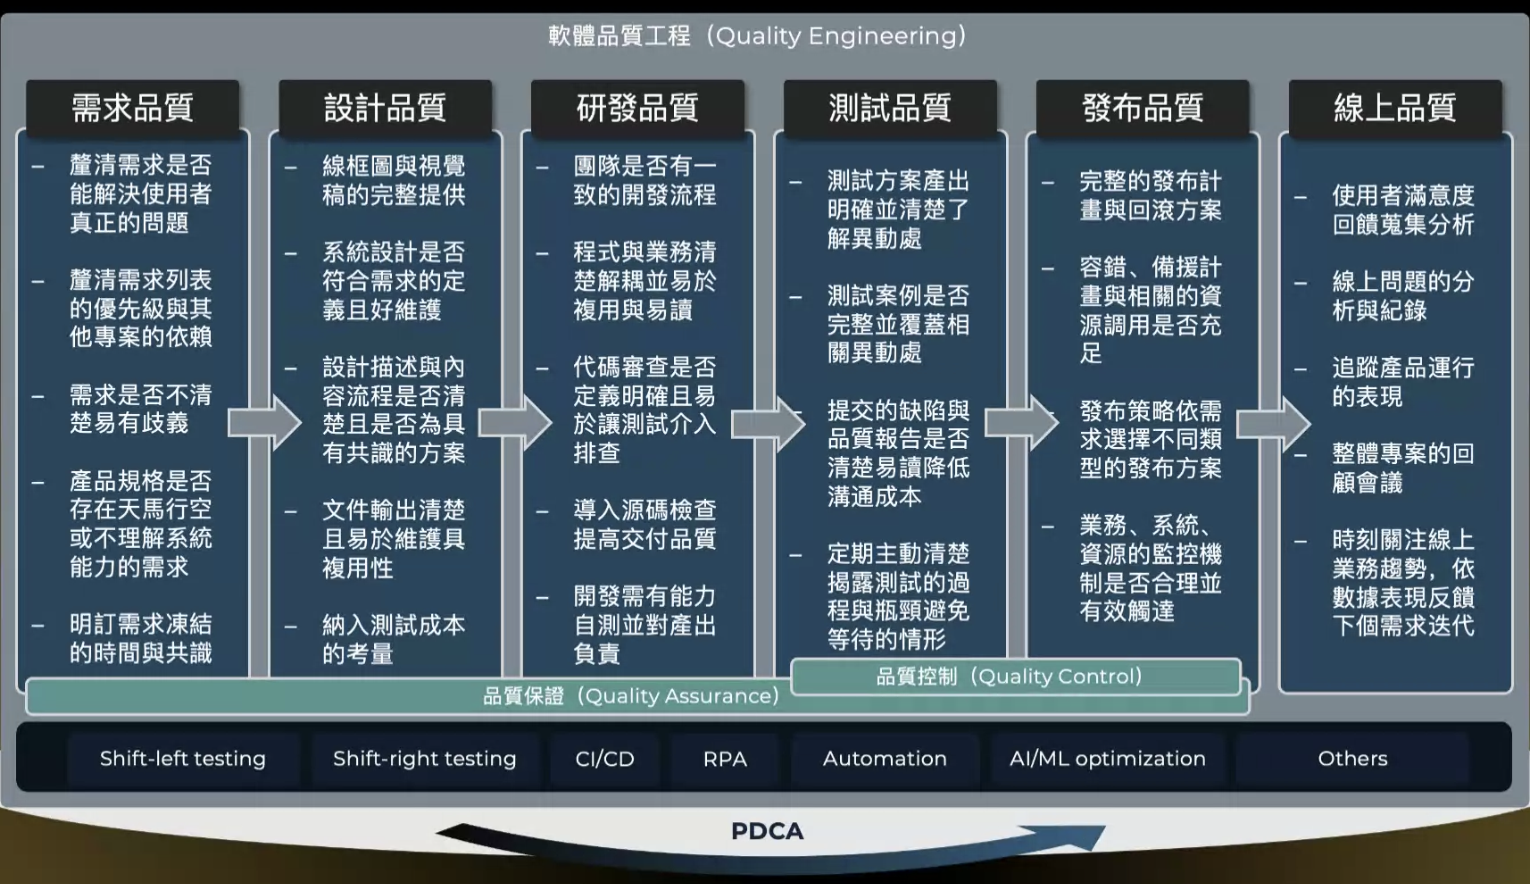 軟體品質工程（Quality Engineering）
需求品質
– 釐清需求是否
能解決使用者
真正的問題
– 釐清需求列表
的優先級與其
他專案的依賴
– 需求是否不清
楚易有歧義
– 產品規格是否
存在天馬行空
或不理解系統
能力的需求
– 明訂需求凍結
的時間與共識
設計品質
– 線框圖與視覺
稿的完整提供
– 系統設計是否
符合需求的定
義且好維護
– 設計描述與內
容流程是否清
楚且是否為具
有共識的方案
– 文件輸出清楚
且易於維護具
複用性
– 納入測試成本
的考量
研發品質
– 團隊是否有一
致的開發流程
– 程式與業務清
楚解耦並易於
複用與易讀
– 代碼審查是否
定義明確且易
於讓測試介入
排查
– 導入源碼檢查
提高交付品質
– 開發需有能力
自測並對產出
負責
測試品質
– 測試方案產出
明確並清楚了
解異動處
– 測試案例是否
完整並覆蓋相
關異動處
– 提交的缺陷與
品質報告是否
清楚易讀降低
溝通成本
– 定期主動清楚
揭露測試的過
程與瓶頸避免
等待的情形
發布品質
– 完整的發布計
畫與回滾方案
– 容錯、備援計
畫與相關的資
源調用是否充
足
– 發布策略依需
求選擇不同類
型的發布方案
– 業務、系統、
資源的監控機
制是否合理並
有效觸達
線上品質
– 使用者滿意度
回饋蒐集分析
– 線上問題的分
析與紀錄
– 追蹤產品運行
的表現
– 整體專案的回
顧會議
– 時刻關注線上
業務趨勢，依
數據表現反饋
下個需求迭代
品質控制（Quality Control）
品質保證（Quality Assurance）
Shift-left testing
Shift-right testing
CI/CD
RPA
Automation
AI/ML optimization
Others
PDCA